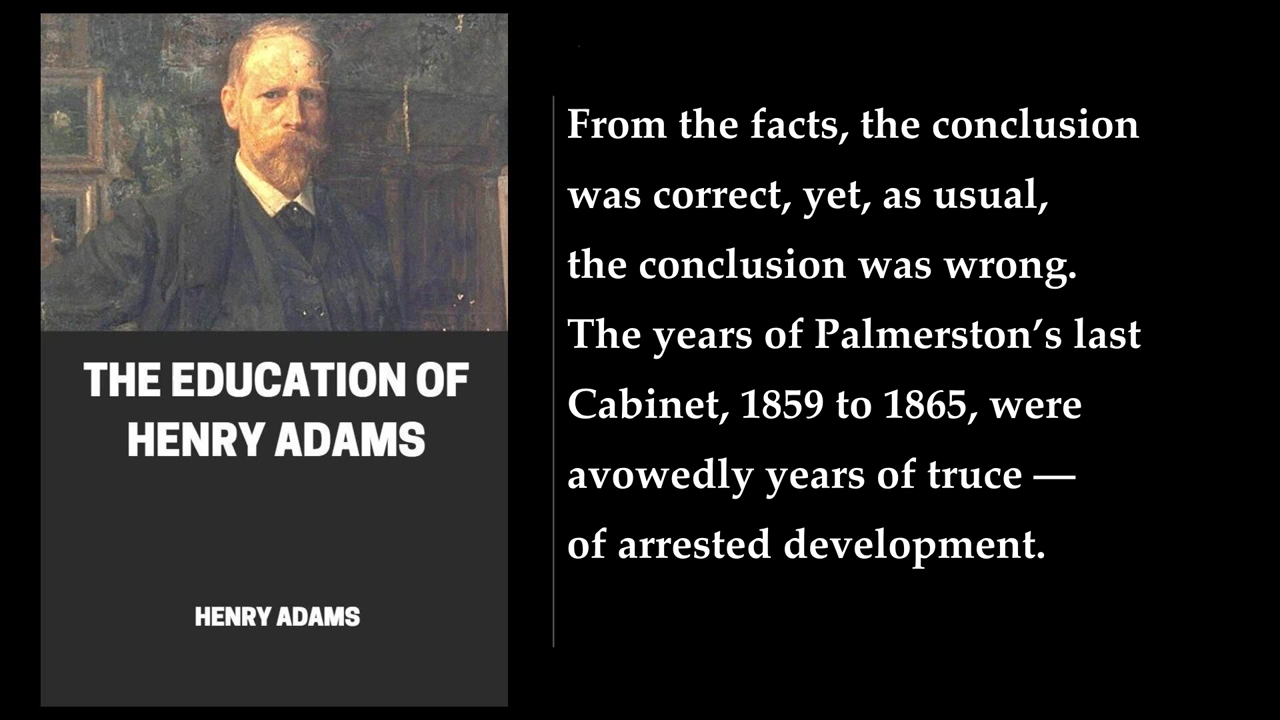 THE EDUCATION OF
HENRY ADAMS
HENRY ADAMS
From the facts, the conclusion
was correct, yet, as usual,
the conclusion was wrong.
The years of Palmerston’s last
Cabinet, 1859 to 1865, were
avowedly years of truce —
of arrested development.